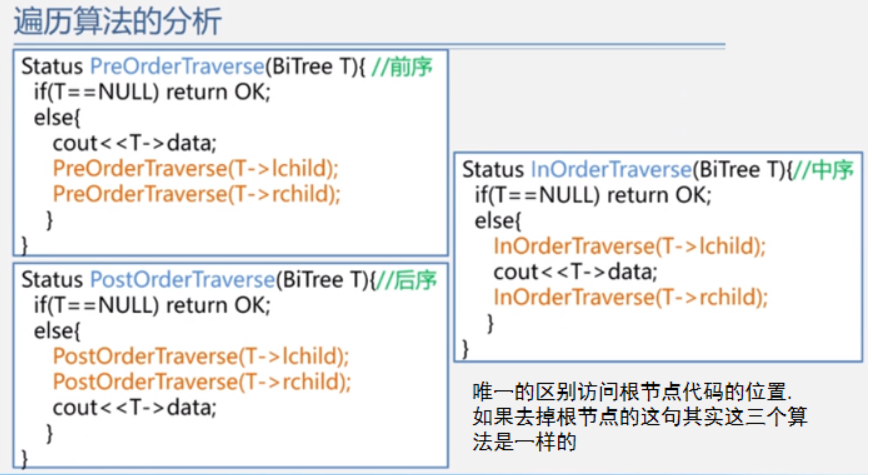 遍历算法的分析
Status PreOrderTraverse(BiTree T){ //前序
if(T==NULL) return OK;
else{
cout<<T->data;
PreOrderTraverse(T->lchild);
PreOrderTraverse(T->rchild);
}
}
Status PostOrderTraverse(BiTree T){//后序
if(T==NULL) return OK;
else{
PostOrderTraverse(T->lchild);
PostOrderTraverse(T->rchild);
cout<<T->data;
}
}
Status InOrderTraverse(BiTree T){//中序
if(T==NULL) return OK;
else{
InOrderTraverse(T->lchild);
cout<<T->data;
InOrderTraverse(T->rchild);
}
}
唯一的区别访问根节点代码的位置.
如果去掉根节点的这句其实这三个算
法是一样的